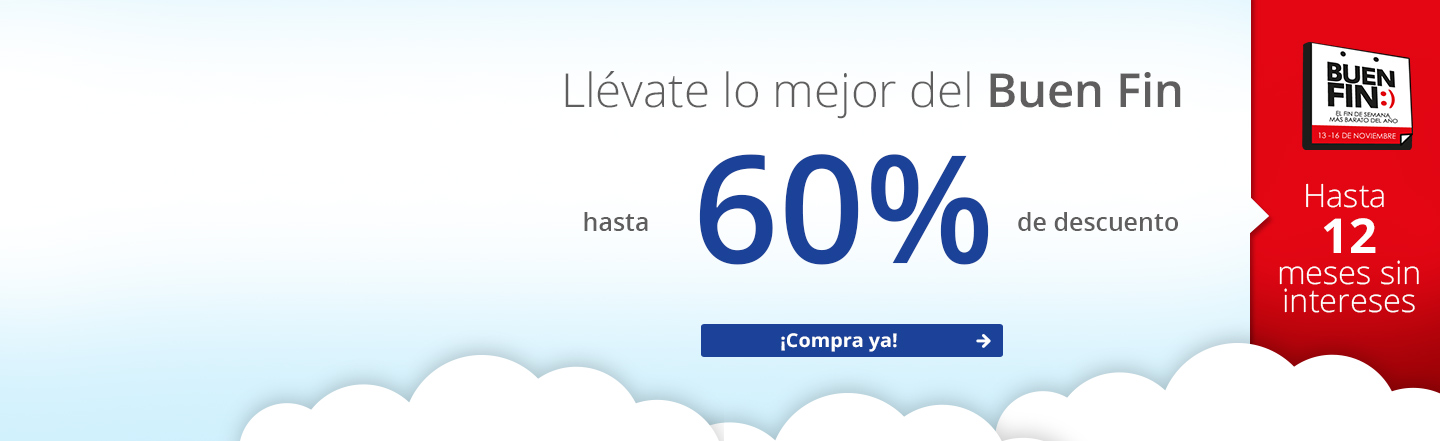 Llévate lo mejor del Buen Fin
hasta 60% de descuento
¡Compra ya!
BUEN
FIN:)
EL FIN DE SEMANA
MÁS BARATO DEL AÑO
13 -16 DE NOVIEMBRE
Hasta
12
meses sin
intereses